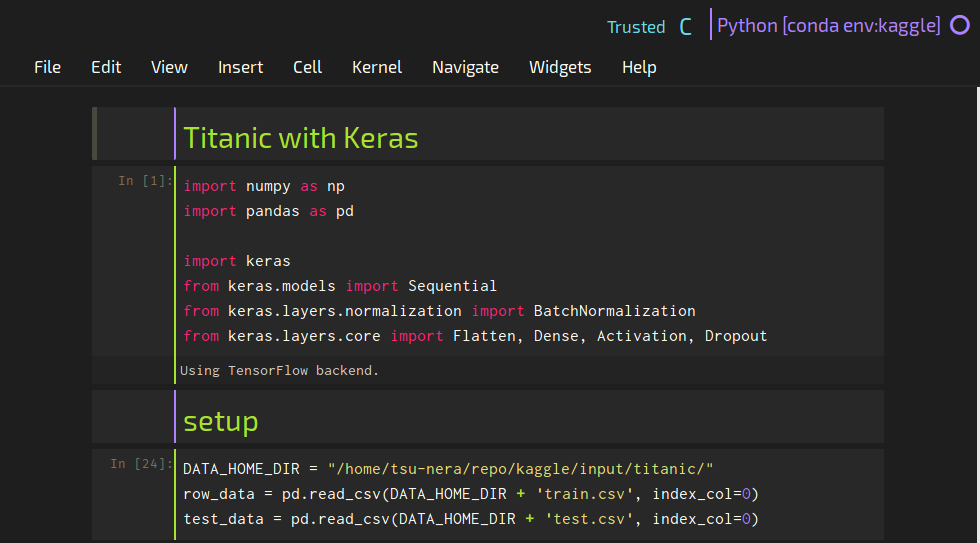 Trusted C Python [conda env:kaggle]
File Edit View Insert Cell Kernel Navigate Widgets Help
Titanic with Keras
In [1]: import numpy as np
import pandas as pd
import keras
from keras.models import Sequential
from keras.layers.normalization import BatchNormalization
from keras.layers.core import Flatten, Dense, Activation, Dropout
Using TensorFlow backend.
setup
In [24]: DATA_HOME_DIR = "/home/tsu-nera/repo/kaggle/input/titanic/"
row_data = pd.read_csv(DATA_HOME_DIR + 'train.csv', index_col=0)
test_data = pd.read_csv(DATA_HOME_DIR + 'test.csv', index_col=0)